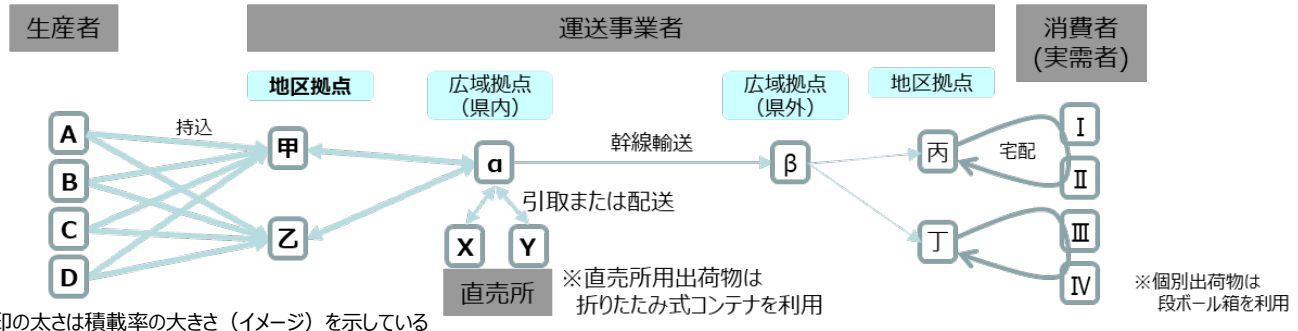 生産者
運送事業者
消費者
(実需者)
地区拠点
広域拠点
(県内)
広域拠点
(県外)
地区拠点
A
B
C
D
持込
甲
乙
α
幹線輸送
β
丙
丁
宅配
Ⅰ
Ⅱ
Ⅲ
Ⅳ
引取または配送
X
Y
直売所
※直売所用出荷物は
折りたたみ式コンテナを利用
※個別出荷物は
段ボール箱を利用
印の太さは積載率の大きさ（イメージ）を示している